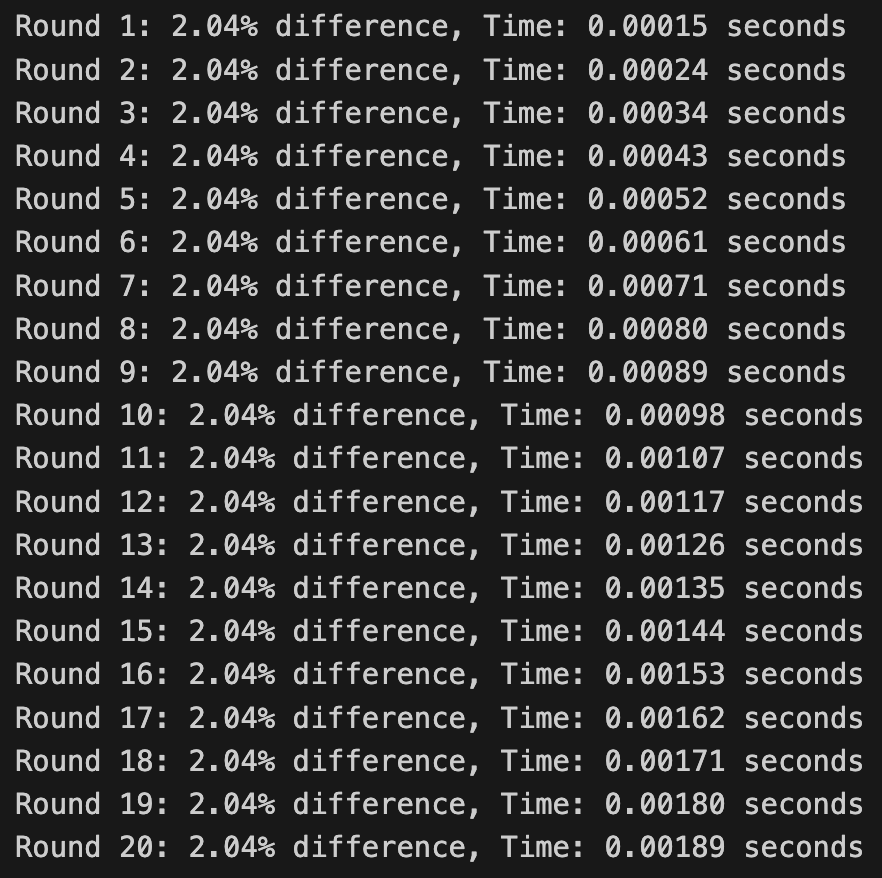 Round 1: 2.04% difference, Time: 0.00015 seconds
Round 2: 2.04% difference, Time: 0.00024 seconds
Round 3: 2.04% difference, Time: 0.00034 seconds
Round 4: 2.04% difference, Time: 0.00043 seconds
Round 5: 2.04% difference, Time: 0.00052 seconds
Round 6: 2.04% difference, Time: 0.00061 seconds
Round 7: 2.04% difference, Time: 0.00071 seconds
Round 8: 2.04% difference, Time: 0.00080 seconds
Round 9: 2.04% difference, Time: 0.00089 seconds
Round 10: 2.04% difference, Time: 0.00098 seconds
Round 11: 2.04% difference, Time: 0.00107 seconds
Round 12: 2.04% difference, Time: 0.00117 seconds
Round 13: 2.04% difference, Time: 0.00126 seconds
Round 14: 2.04% difference, Time: 0.00135 seconds
Round 15: 2.04% difference, Time: 0.00144 seconds
Round 16: 2.04% difference, Time: 0.00153 seconds
Round 17: 2.04% difference, Time: 0.00162 seconds
Round 18: 2.04% difference, Time: 0.00171 seconds
Round 19: 2.04% difference, Time: 0.00180 seconds
Round 20: 2.04% difference, Time: 0.00189 seconds